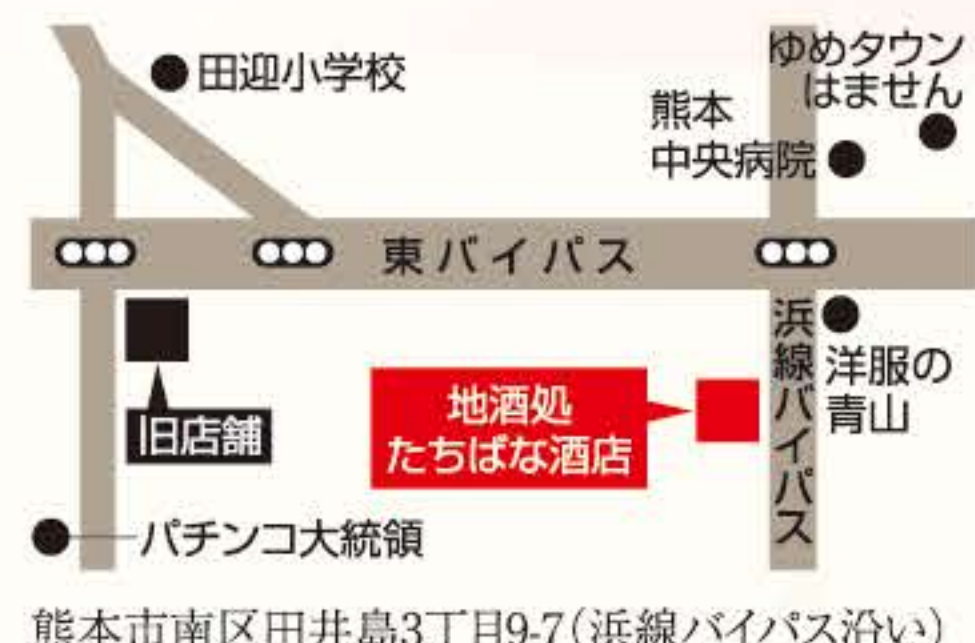 田迎小学校
ゆめタウン
はません
熊本
中央病院
東バイパス
浜線バイパス
洋服の
青山
旧店舗
地酒処
たちばな酒店
パチンコ大統領
熊本市南区田井島3丁目9-7(浜線バイパス沿い)